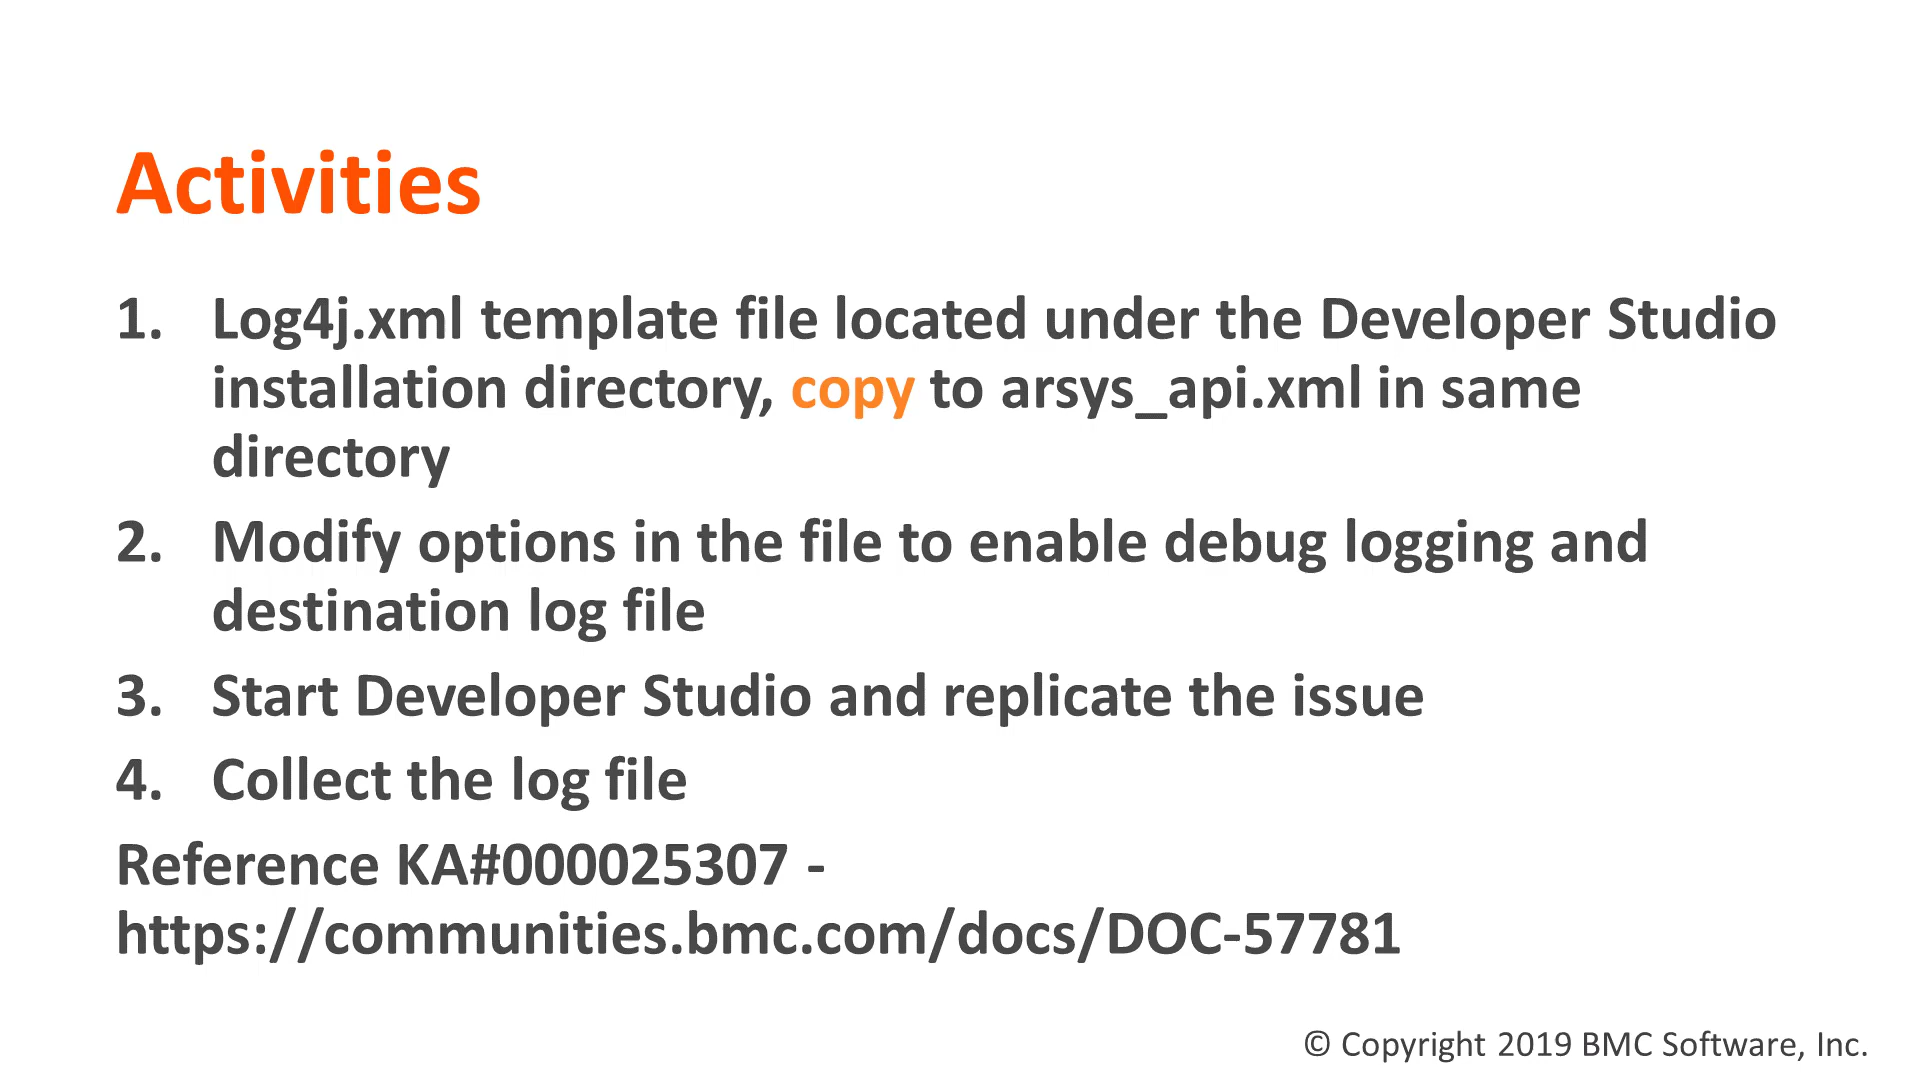 Activities
1. Log4j.xml template file located under the Developer Studio
installation directory, copy to arsys_api.xml in same
directory
2. Modify options in the file to enable debug logging and
destination log file
3. Start Developer Studio and replicate the issue
4. Collect the log file
Reference KA#000025307 -
https://communities.bmc.com/docs/DOC-57781
© Copyright 2019 BMC Software, Inc.